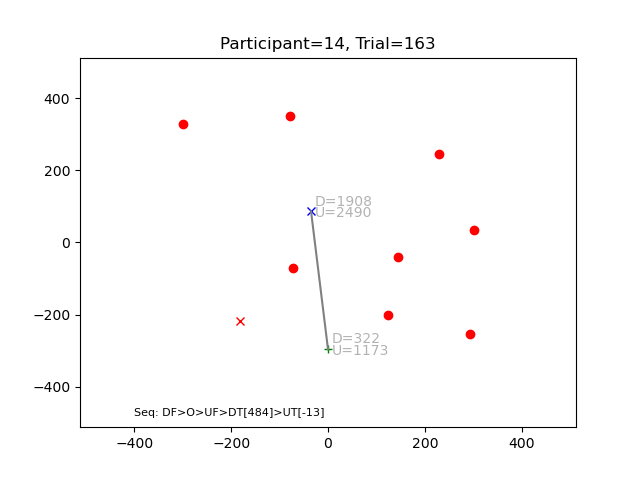 Participant=14, Trial=163
400
200
0
−200
−400
D=1908
U=2490
D=322
U=1173
Seq: DF>O>UF>DT[484]>UT[-13]
−400
−200
0
200
400